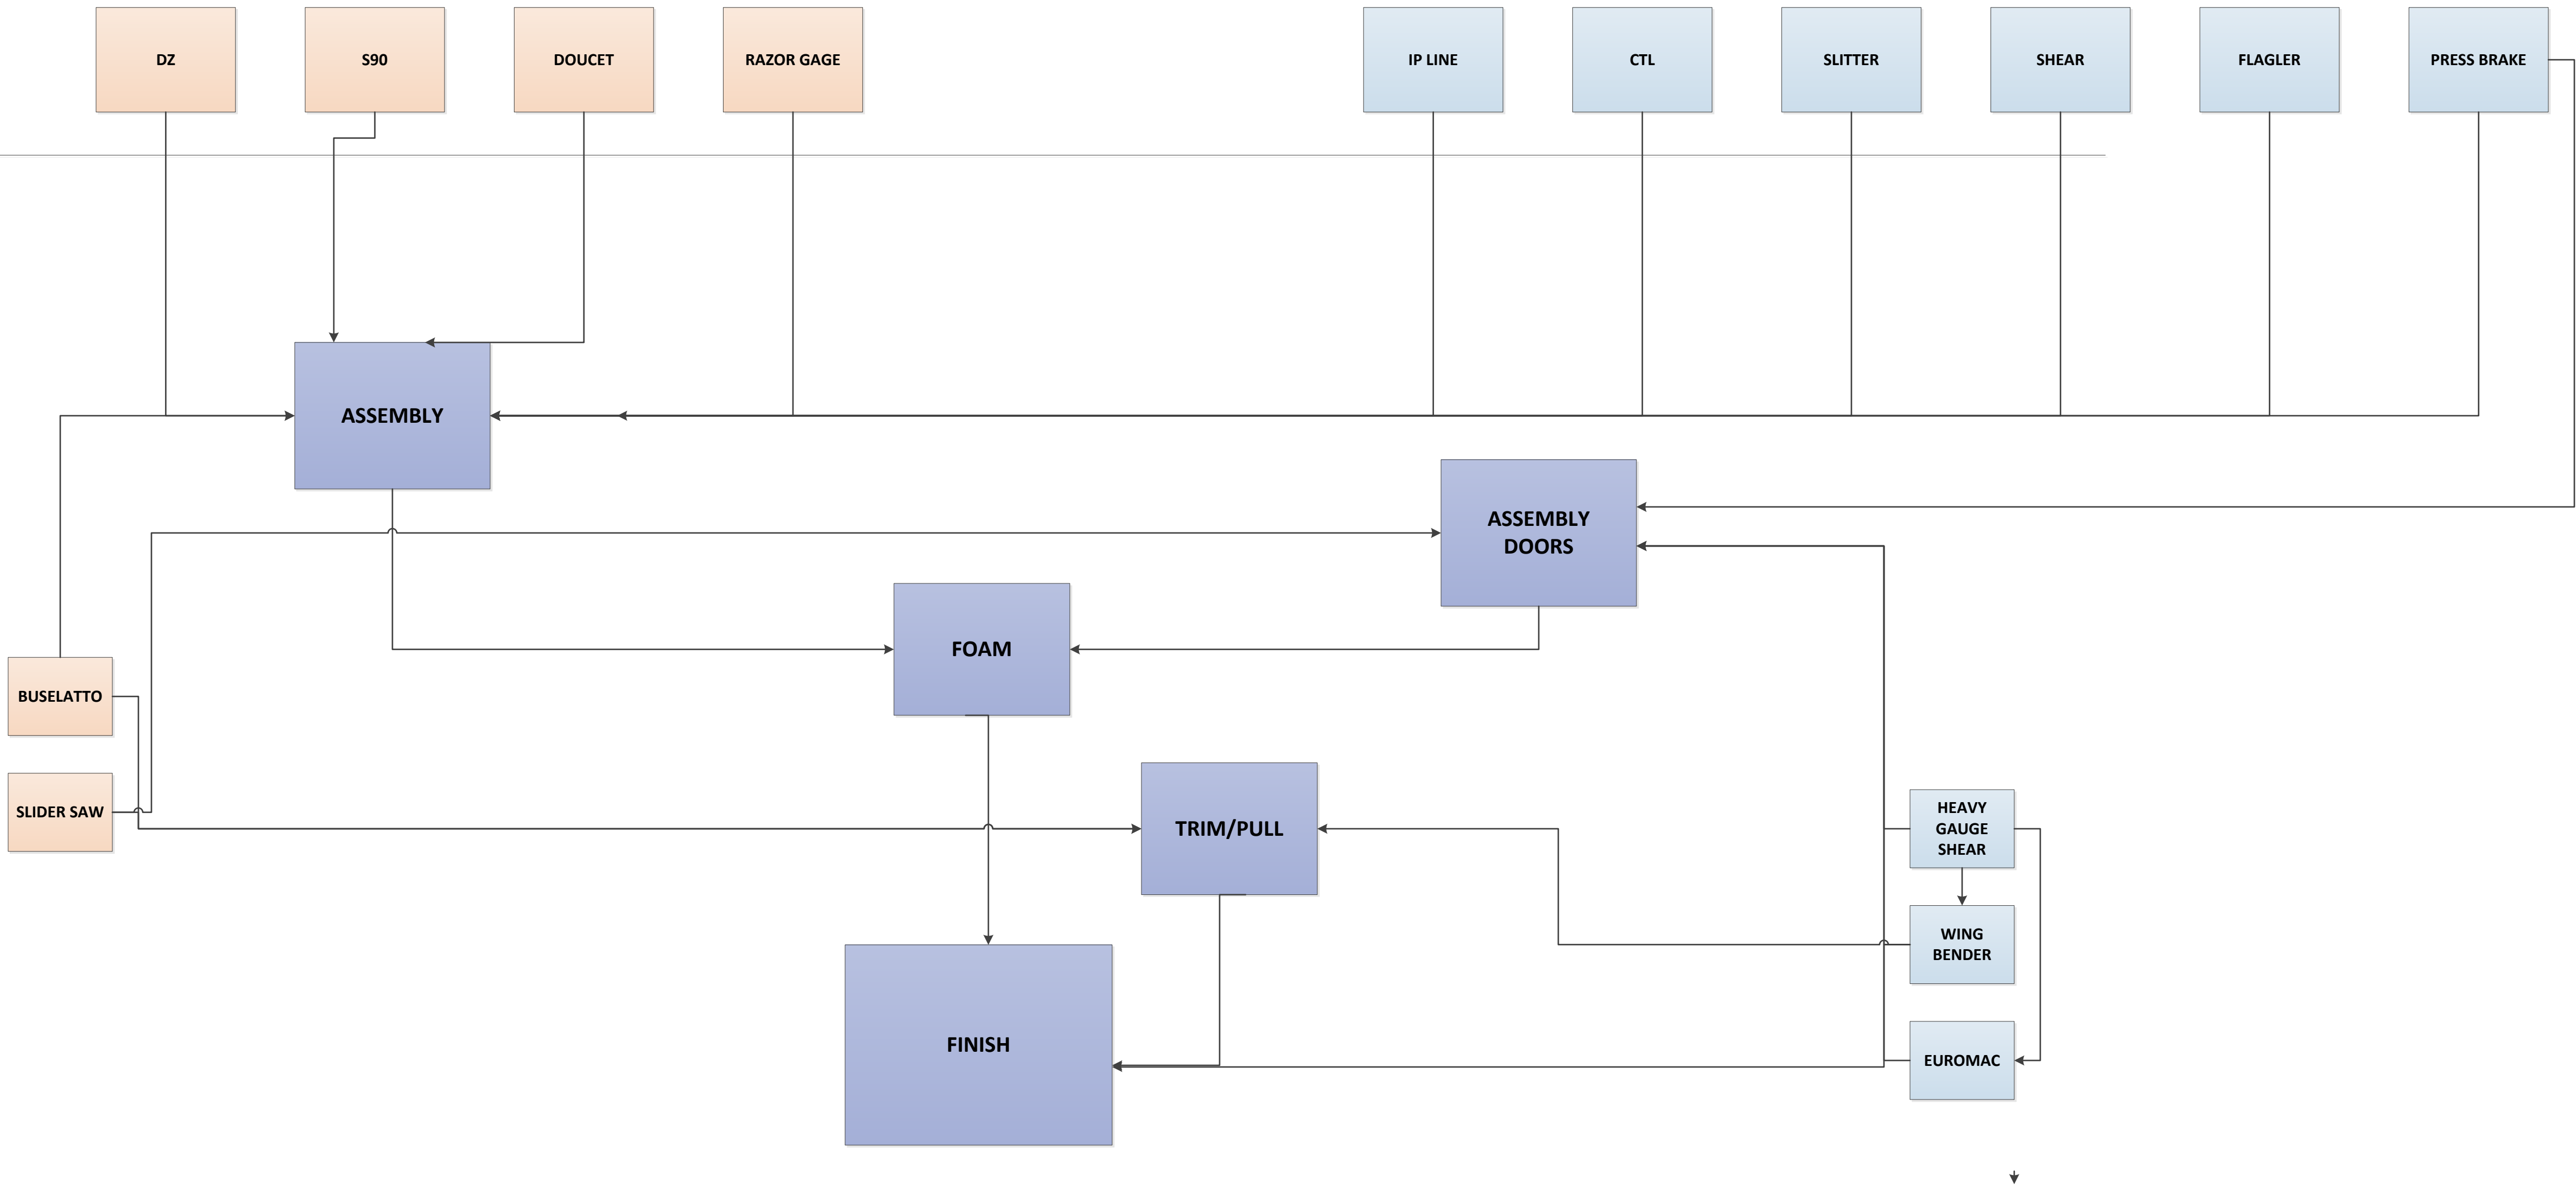 DZ
S90
DOUCET
RAZOR GAGE
IP LINE
CTL
SLITTER
SHEAR
FLAGLER
PRESS BRAKE
ASSEMBLY
ASSEMBLY
DOORS
FOAM
BUSELATTO
SLIDER SAW
TRIM/PULL
HEAVY
GAUGE
SHEAR
WING
BENDER
FINISH
EUROMAC